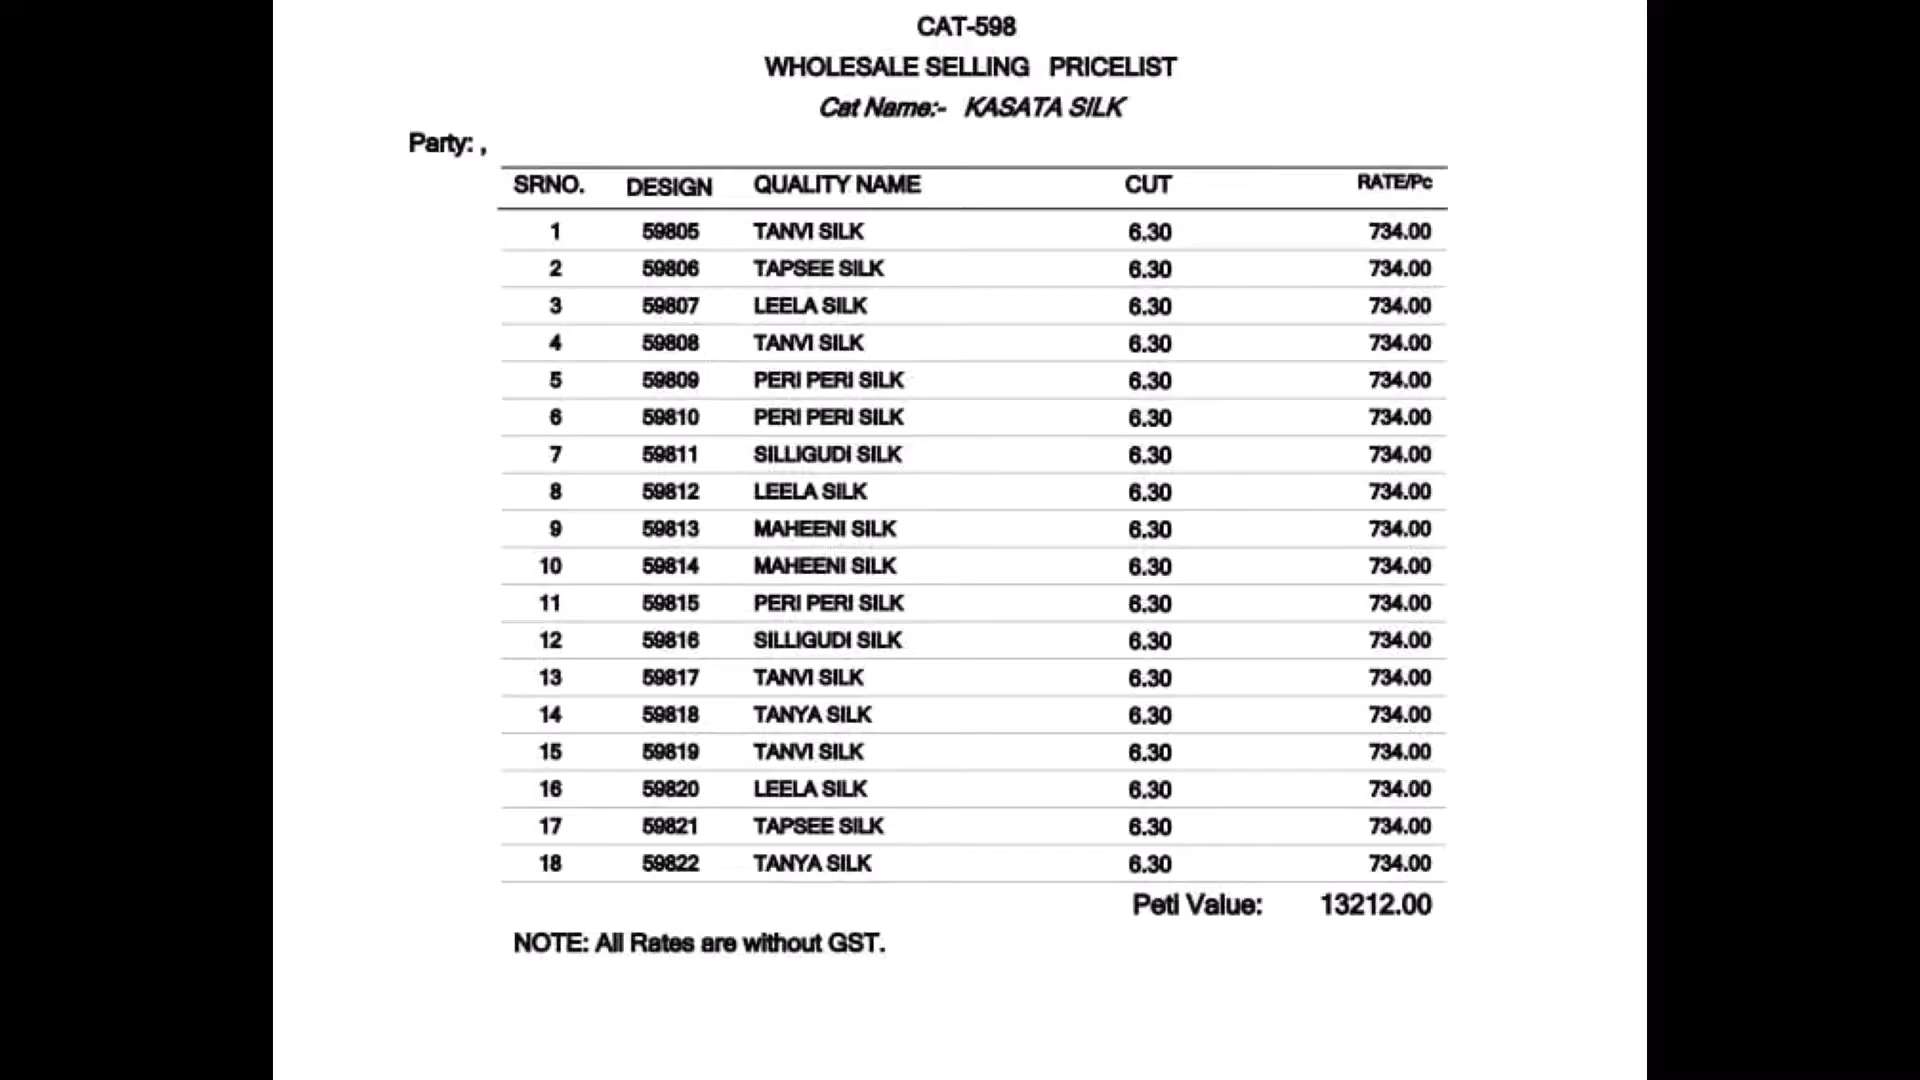 CAT-598
WHOLESALE SELLING PRICELIST
Cat Name:- KASATA SILK
Party: ,
SRNO. DESIGN QUALITY NAME CUT RATE/Pc
1 59805 TANVI SILK 6.30 734.00
2 59806 TAPSEE SILK 6.30 734.00
3 59807 LEELA SILK 6.30 734.00
4 59808 TANVI SILK 6.30 734.00
5 59809 PERI PERI SILK 6.30 734.00
6 59810 PERI PERI SILK 6.30 734.00
7 59811 SILLIGUDI SILK 6.30 734.00
8 59812 LEELA SILK 6.30 734.00
9 59813 MAHEENI SILK 6.30 734.00
10 59814 MAHEENI SILK 6.30 734.00
11 59815 PERI PERI SILK 6.30 734.00
12 59816 SILLIGUDI SILK 6.30 734.00
13 59817 TANVI SILK 6.30 734.00
14 59818 TANYA SILK 6.30 734.00
15 59819 TANVI SILK 6.30 734.00
16 59820 LEELA SILK 6.30 734.00
17 59821 TAPSEE SILK 6.30 734.00
18 59822 TANYA SILK 6.30 734.00
Peti Value: 13212.00
NOTE: All Rates are without GST.